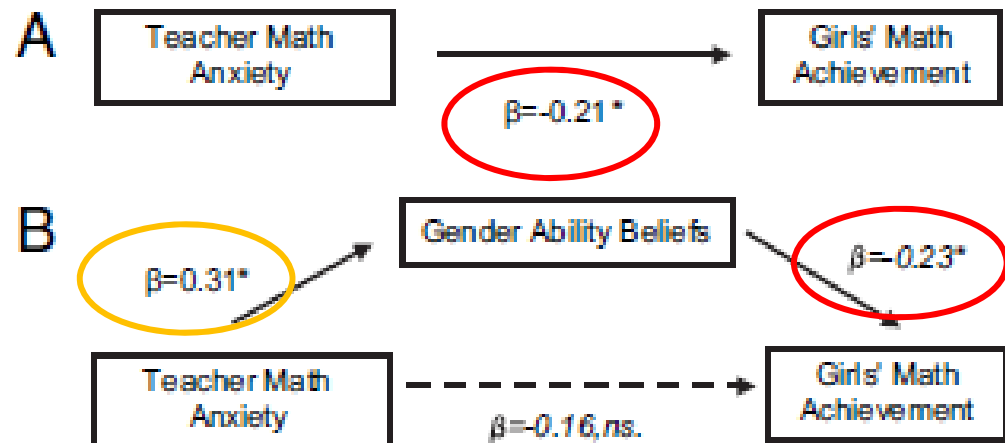 A
Teacher Math
Anxiety
Girls' Math
Achievement
β=-0.21*
B
Gender Ability Beliefs
β=0.31*
β=-0.23*
Teacher Math
Anxiety
Girls' Math
Achievement
β=-0.16,ns.